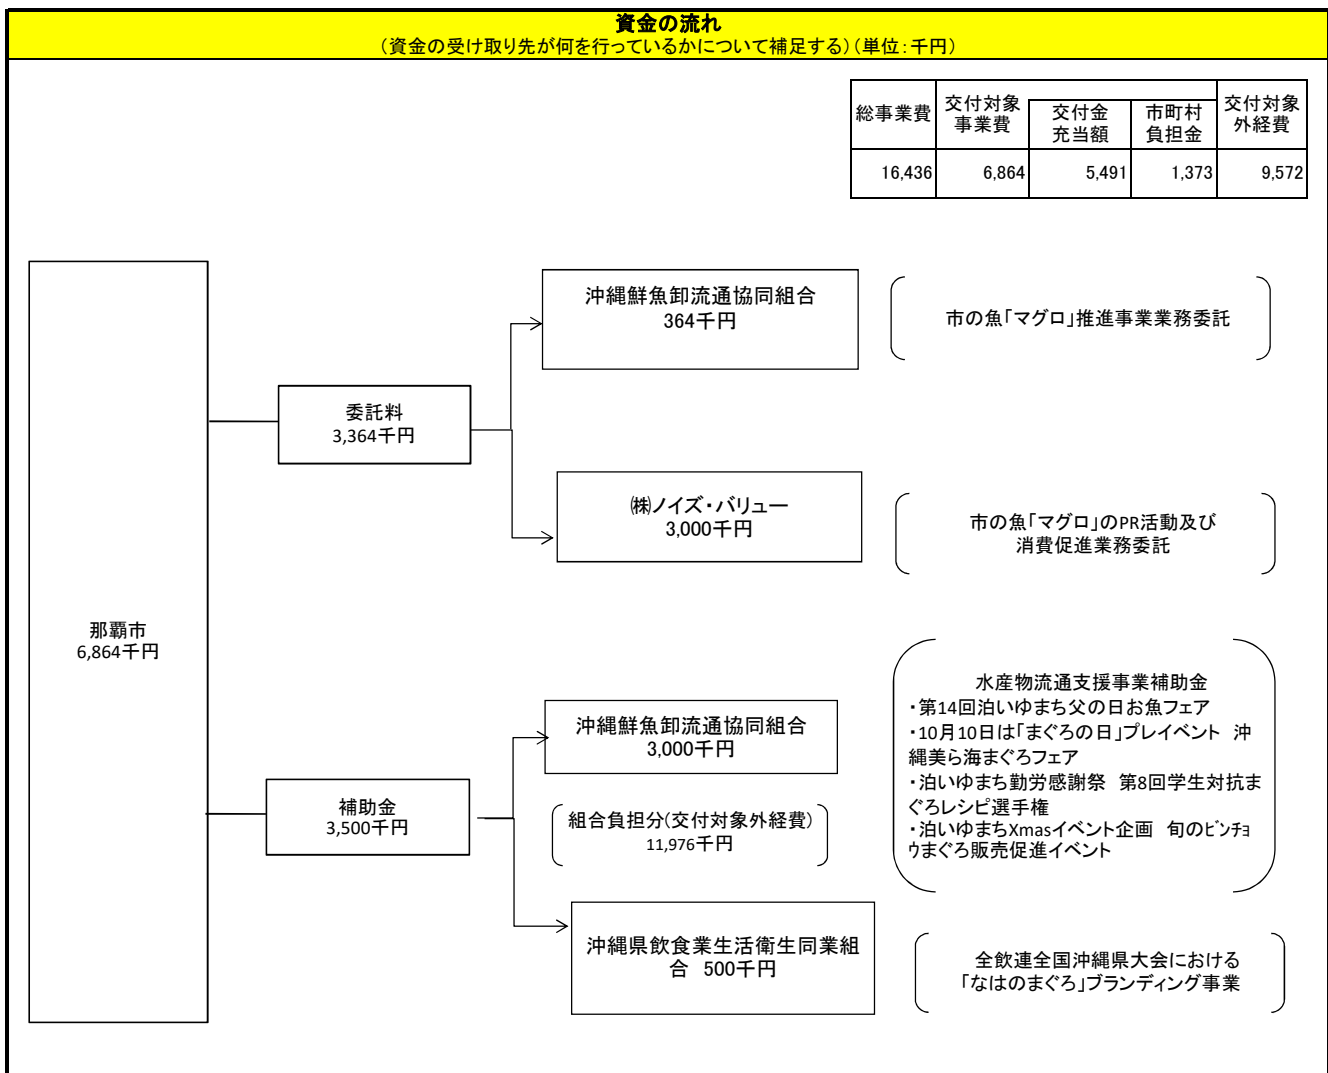 資金の流れ
（資金の受け取り先が何を行っているかについて補足する）（単位：千円）
総事業費
交付対象
事業費
交付金
充当額
市町村
負担金
交付対象
外経費
16,436
6,864
5,491
1,373
9,572
沖縄鮮魚卸流通協同組合
364千円
市の魚「マグロ」推進事業業務委託
委託料
3,364千円
㈱ノイズ・バリュー
3,000千円
市の魚「マグロ」のPR活動及び
消費促進業務委託
那覇市
6,864千円
沖縄鮮魚卸流通協同組合
3,000千円
水産物流通支援事業補助金
・第14回泊いゆまち父の日お魚フェア
・10月10日は「まぐろの日」プレイベント　沖
縄美ら海まぐろフェア
・泊いゆまち勤労感謝祭　第8回学生対抗ま
ぐろレシピ選手権
・泊いゆまちXmasイベント企画　旬のﾋﾞﾝﾁｮ
ｳまぐろ販売促進イベント
補助金
3,500千円
組合負担分(交付対象外経費)
11,976千円
沖縄県飲食業生活衛生同業組
合　500千円
全飲連全国沖縄県大会における
「なはのまぐろ」ブランディング事業